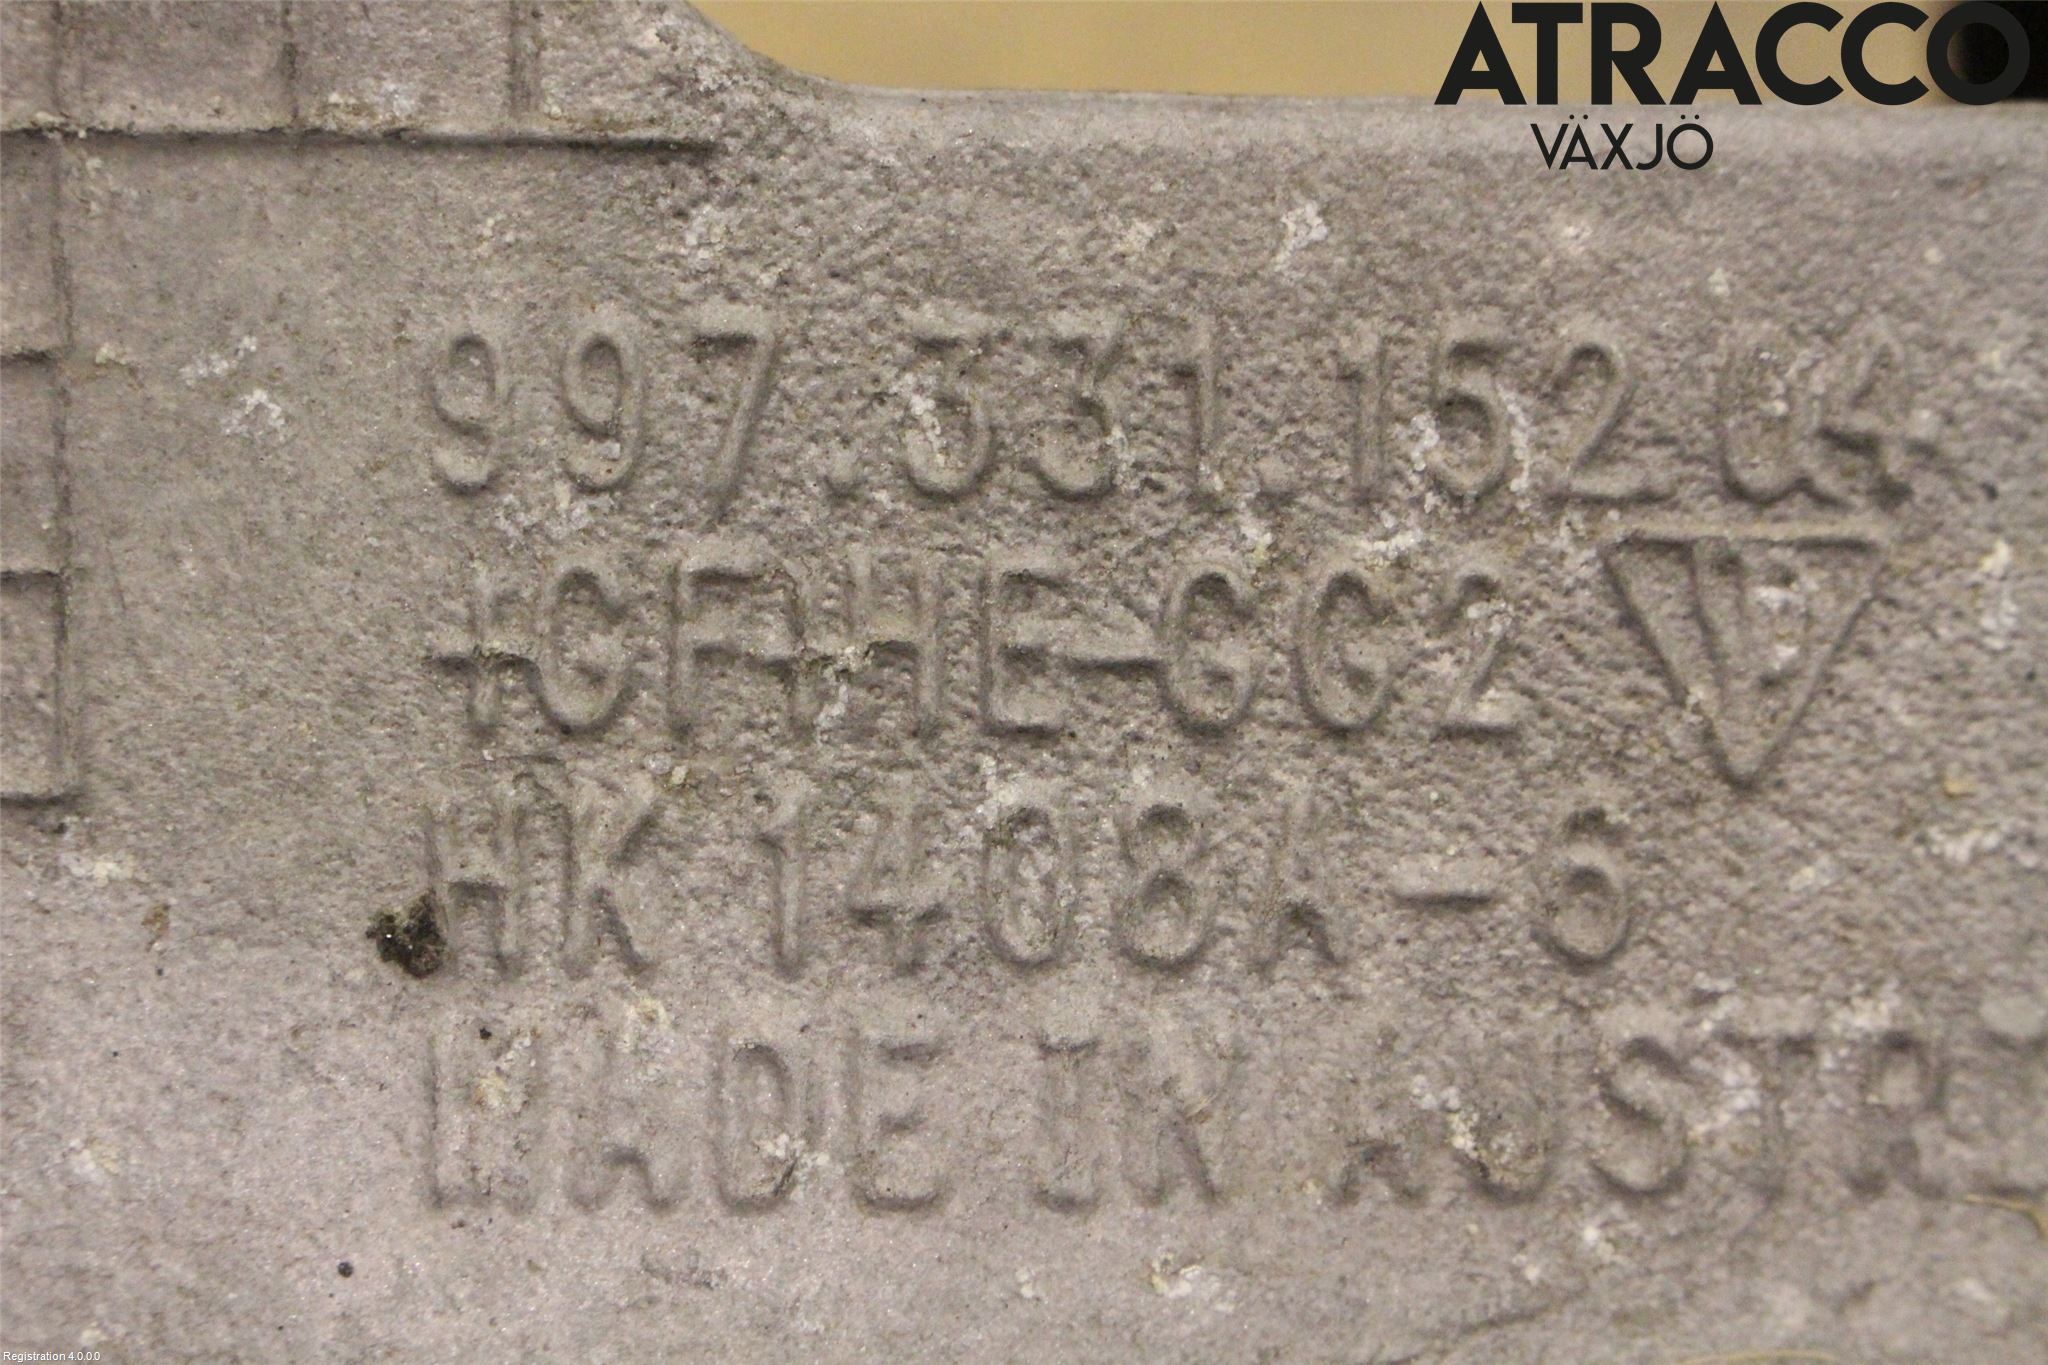 ATRACCO
VÄXJÖ
997.331.152.04
+GF+HE-GG2
HK 1408A-6
MADE IN AUSTR
Registration 4.0.0.0